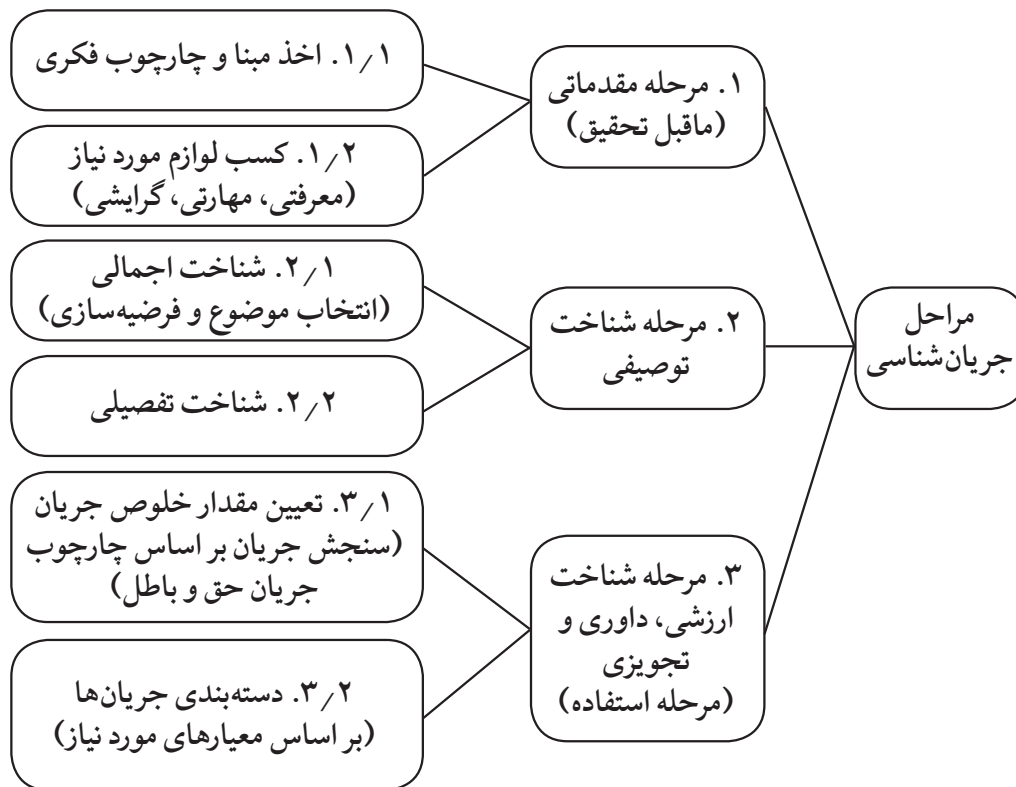 مراحل
جریان‌شناسی
۱. مرحله مقدماتی
(ماقبل تحقیق)
۱٫۱. اخذ مبنا و چارچوب فکری
۱٫۲. کسب لوازم مورد نیاز
(معرفتی، مهارتی، گرایشی)
۲. مرحله شناخت
توصیفی
۲٫۱. شناخت اجمالی
(انتخاب موضوع و فرضیه‌سازی)
۲٫۲. شناخت تفصیلی
۳. مرحله شناخت
ارزشی، داوری و
تجویزی
(مرحله استفاده)
۳٫۱. تعیین مقدار خلوص جریان
(سنجش جریان بر اساس چارچوب
جریان حق و باطل)
۳٫۲. دسته‌بندی جریان‌ها
(بر اساس معیارهای مورد نیاز)